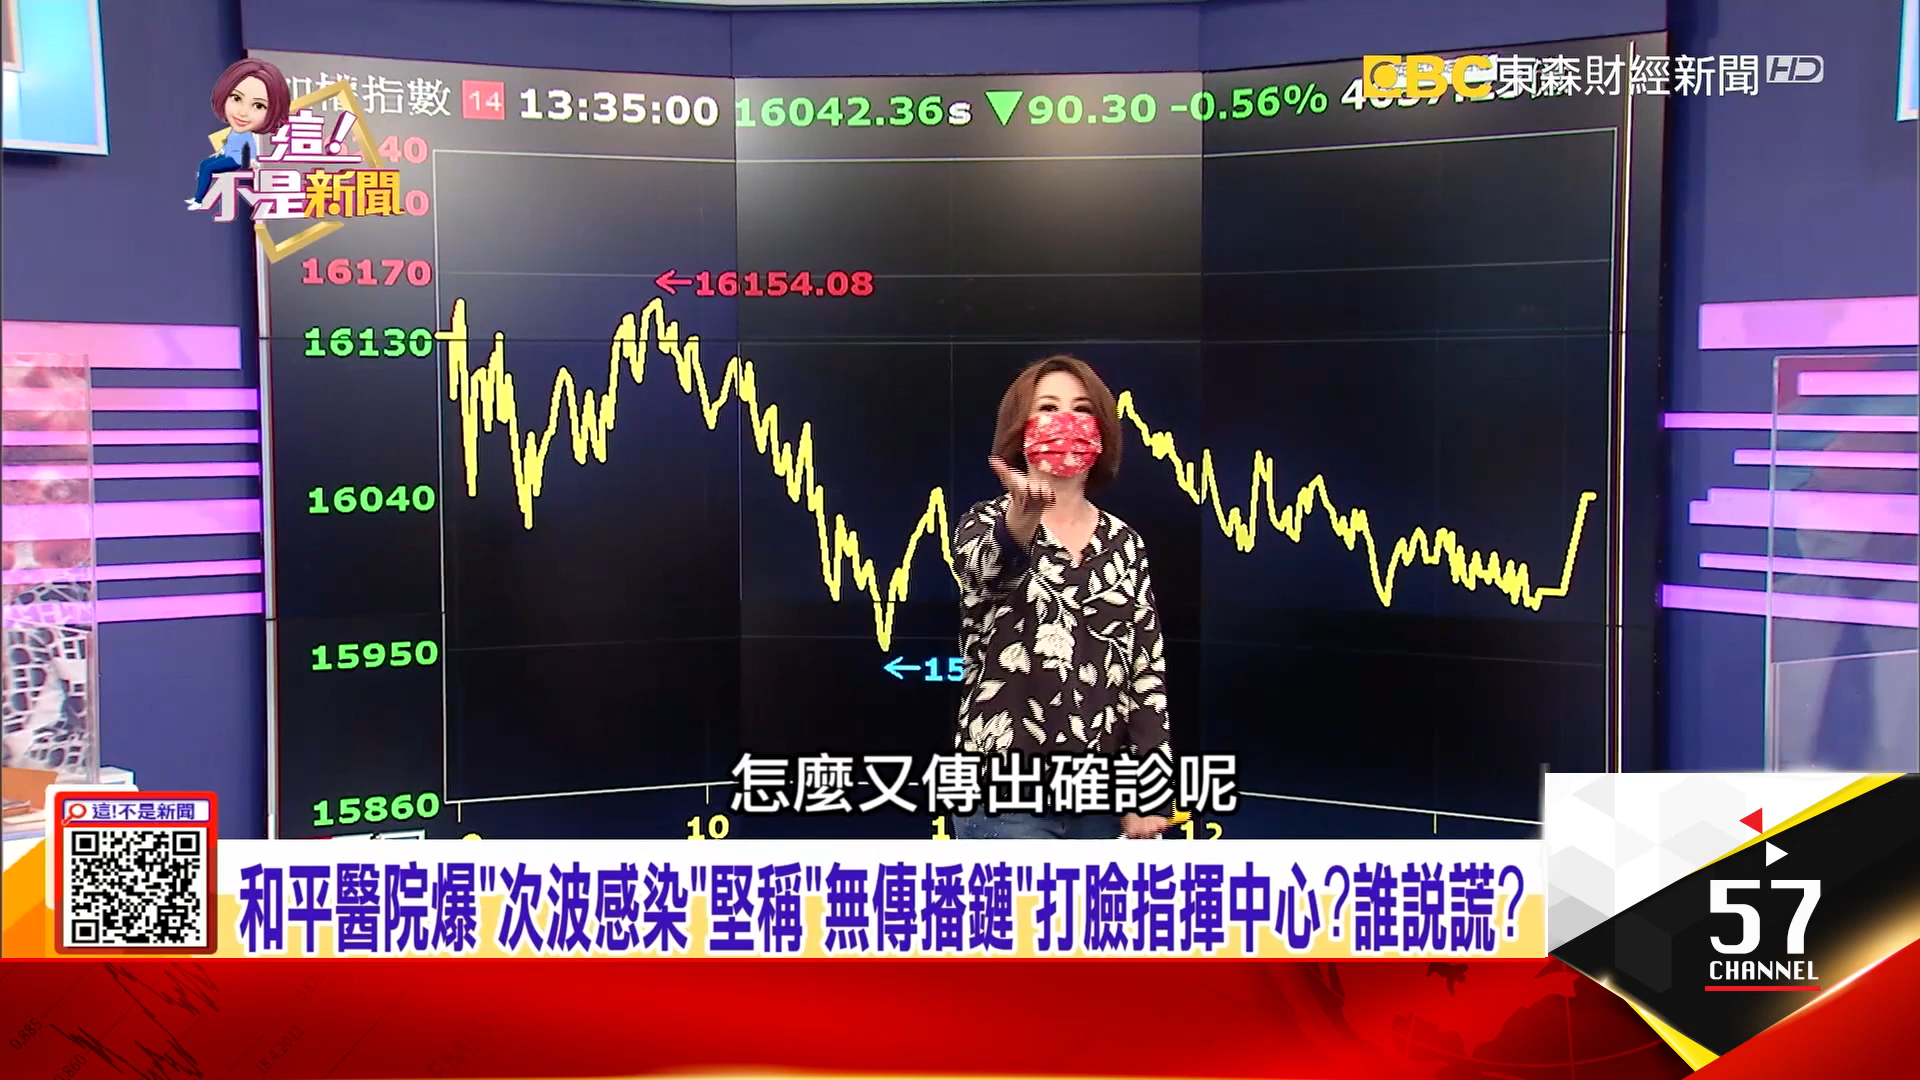 指數 14 13:35:00 16042.36s ▼90.30 -0.56%
EBC東森財經新聞HD
這!
不是新聞
16170
←16154.08
16130
16040
15950
←15
15860
10
12
怎麼又傳出確診呢
這!不是新聞
和平醫院爆"次波感染"堅稱"無傳播鏈"打臉指揮中心?誰說謊?
57
CHANNEL